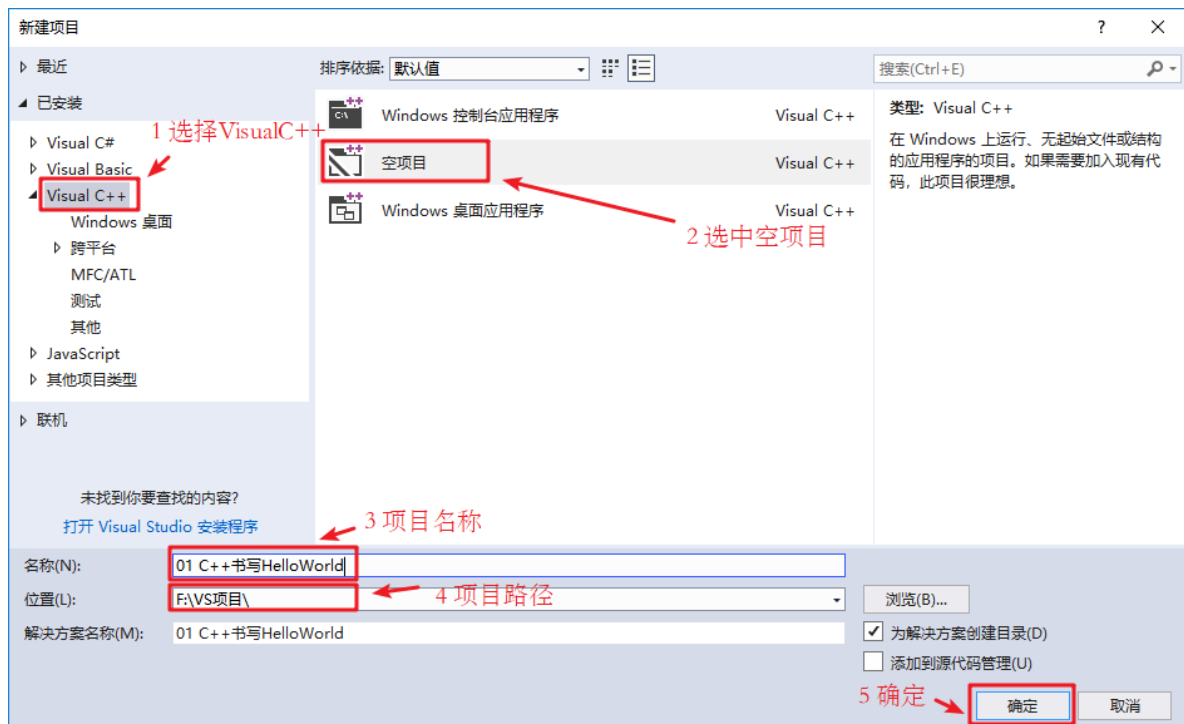 新建项目
?
最近
排序依据: 默认值
搜索(Ctrl+E)
已安装
1 选择VisualC++
Visual C#
Visual Basic
Visual C++
Windows 桌面
跨平台
MFC/ATL
测试
其他
JavaScript
其他项目类型
联机
未找到你要查找的内容?
打开 Visual Studio 安装程序
C:\
Windows 控制台应用程序 Visual C++
空项目 Visual C++
Windows 桌面应用程序 Visual C++
2 选中空项目
类型: Visual C++
在 Windows 上运行、无起始文件或结构
的应用程序的项目。如果需要加入现有代
码，此项目很理想。
3 项目名称
名称(N): 01 C++书写HelloWorld
4 项目路径
位置(L): F:\VS项目\
浏览(B)...
解决方案名称(M): 01 C++书写HelloWorld
为解决方案创建目录(D)
添加到源代码管理(U)
5 确定
确定
取消